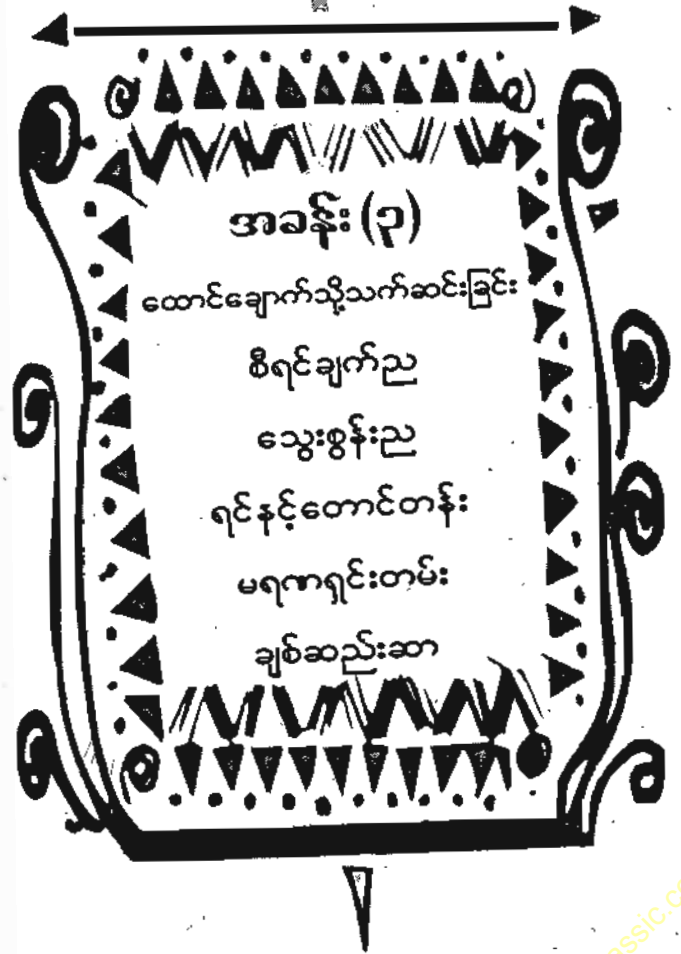 အခန်း (၃)
ထောင်ချောက်သို့သက်ဆင်းခြင်း
စီရင်ချက်ည
သွေးစွန်းည
ရင်နင့်တောင်တန်း
မရဏရှင်းတမ်း
ချစ်ဆည်းဆာ